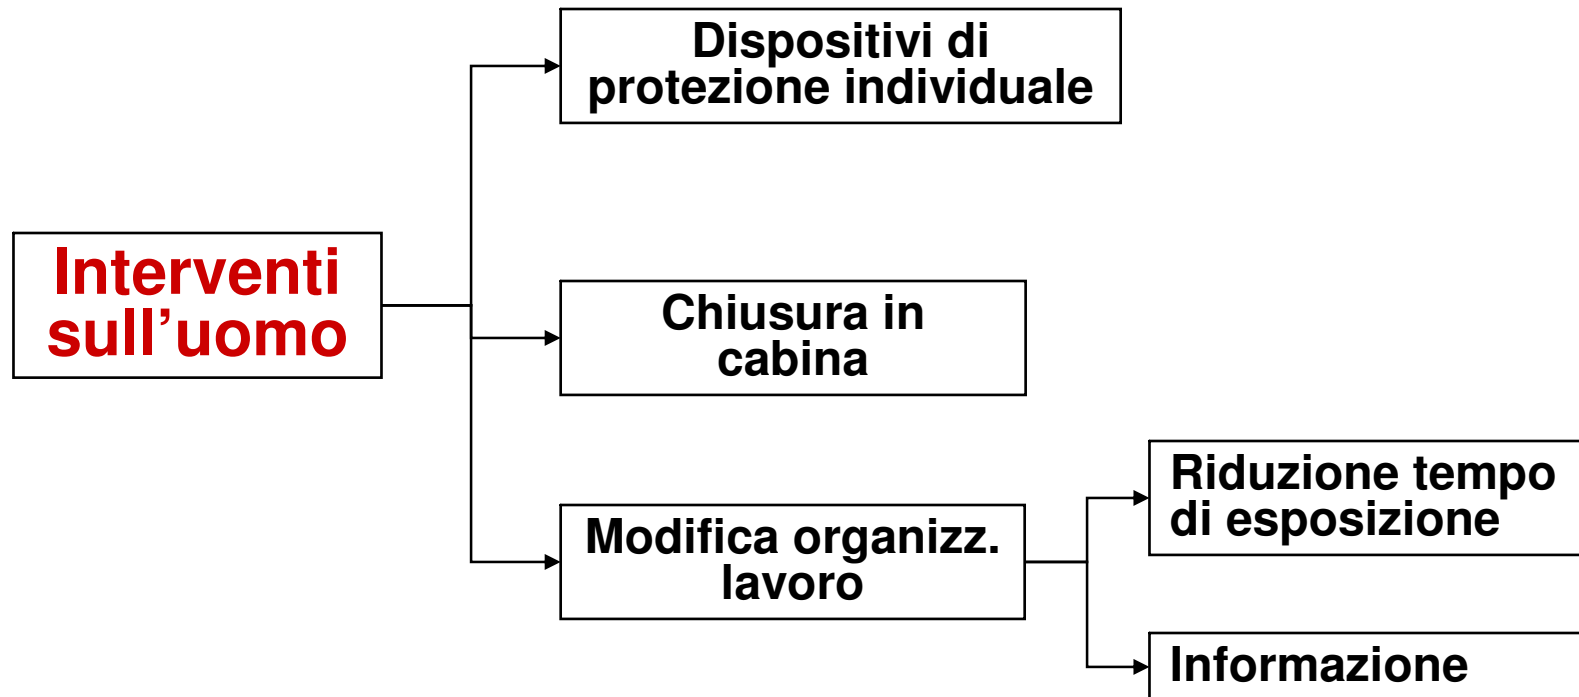 Dispositivi di
protezione individuale
Interventi
sull’uomo
Chiusura in
cabina
Modifica organizz.
lavoro
Riduzione tempo
di esposizione
Informazione